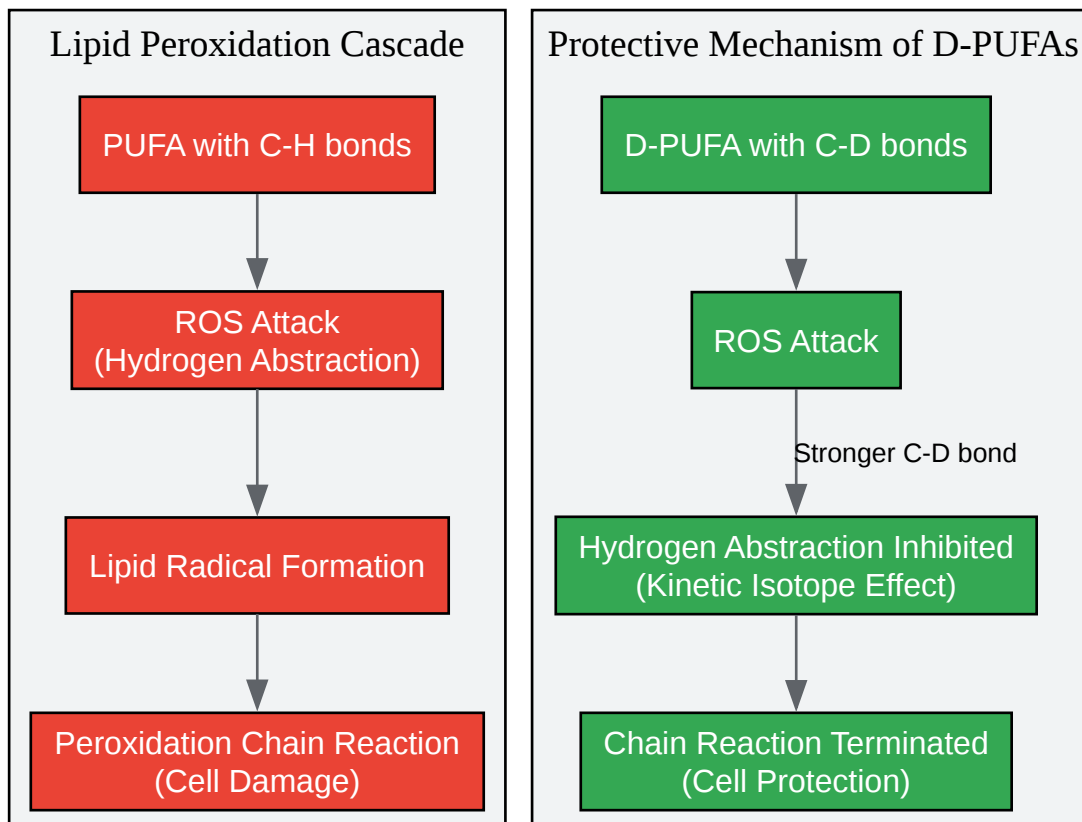 Lipid Peroxidation Cascade
PUFA with C-H bonds
ROS Attack
(Hydrogen Abstraction)
Lipid Radical Formation
Peroxidation Chain Reaction
(Cell Damage)
Protective Mechanism of D-PUFAs
D-PUFA with C-D bonds
ROS Attack
Stronger C-D bond
Hydrogen Abstraction Inhibited
(Kinetic Isotope Effect)
Chain Reaction Terminated
(Cell Protection)